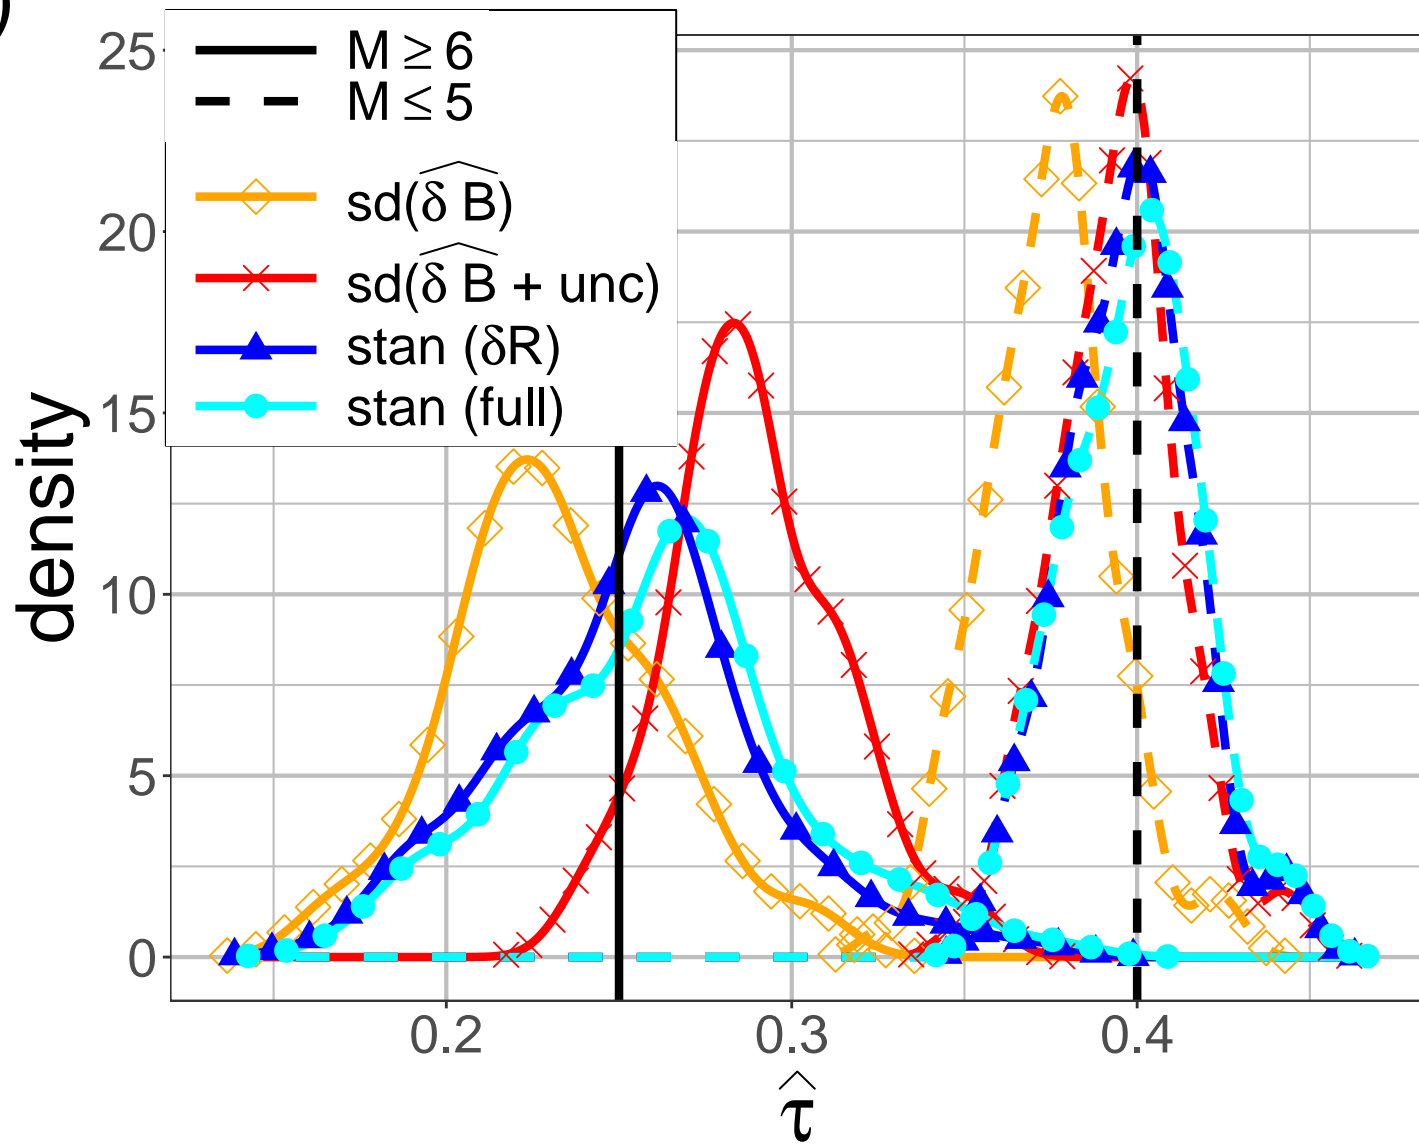 )
M ≥ 6
M ≤ 5
sd(δ̂ B)
sd(δ̂ B + unc)
stan (δR)
stan (full)
density
25
20
15
10
5
0
0.2 0.3 0.4
τ̂